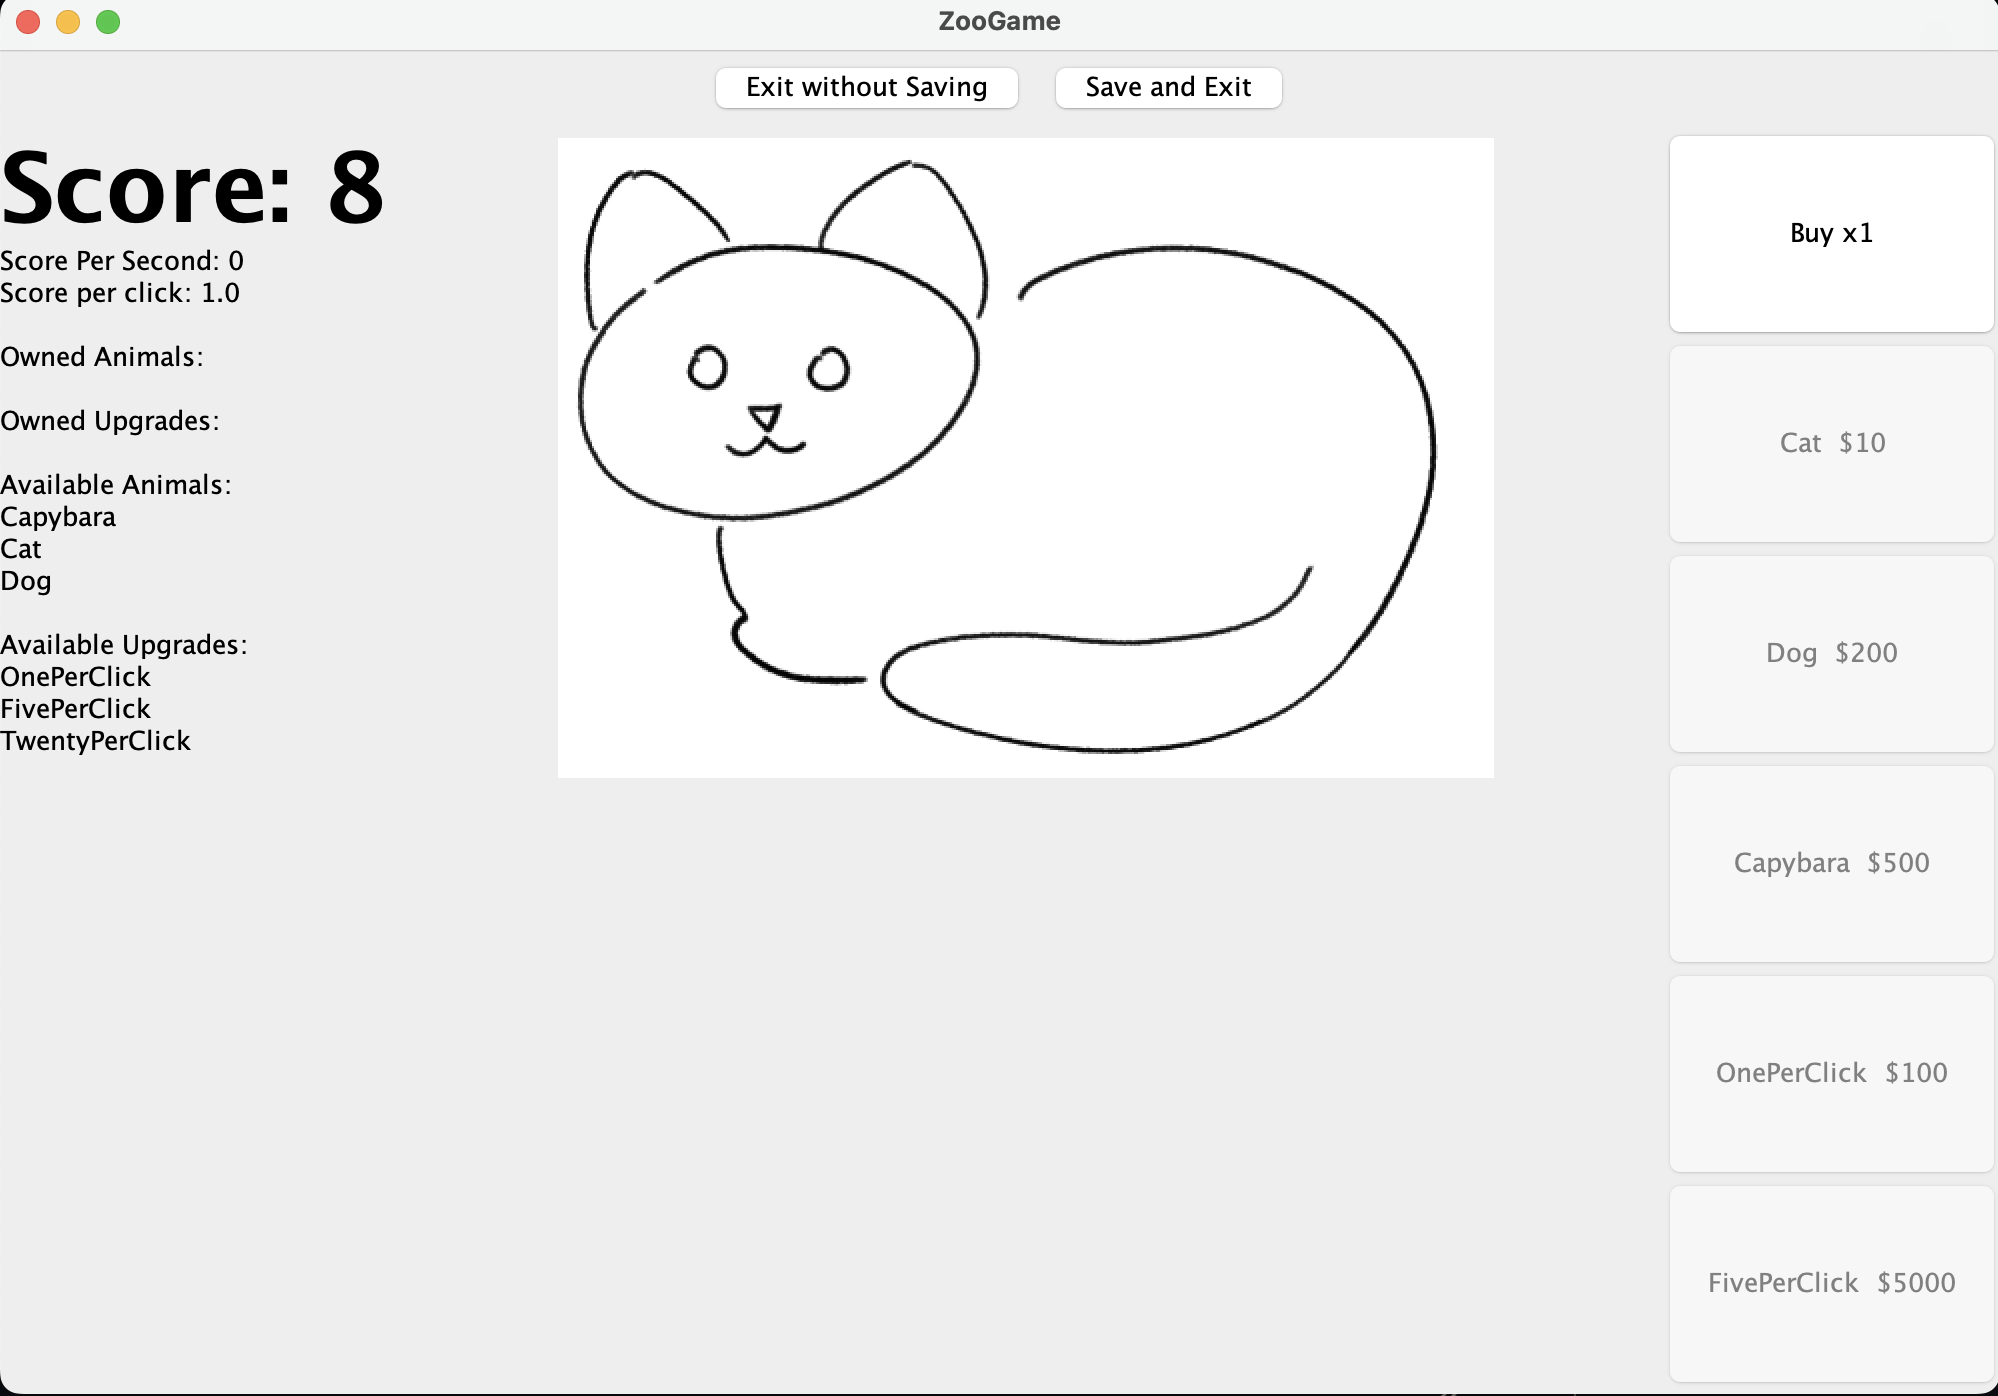 ZooGame
Exit without Saving
Save and Exit
Score: 8
Score Per Second: 0
Score per click: 1.0
Owned Animals:
Owned Upgrades:
Available Animals:
Capybara
Cat
Dog
Available Upgrades:
OnePerClick
FivePerClick
TwentyPerClick
Buy x1
Cat $10
Dog $200
Capybara $500
OnePerClick $100
FivePerClick $5000